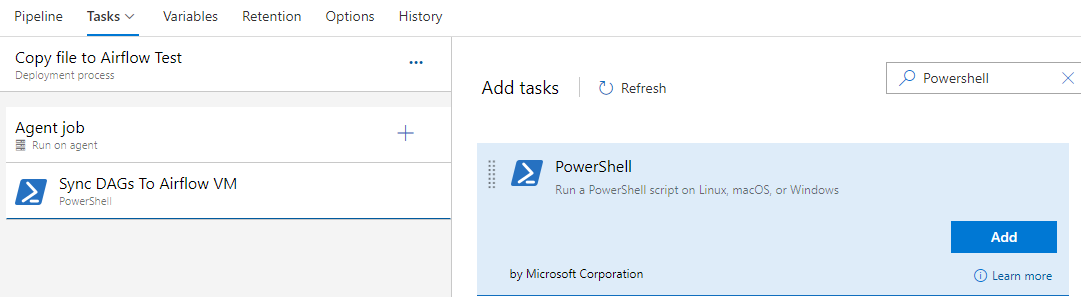 Pipeline Tasks Variables Retention Options History
Copy file to Airflow Test
Deployment process
Agent job
Run on agent
Sync DAGs To Airflow VM
PowerShell
Add tasks Refresh Powershell
PowerShell
Run a PowerShell script on Linux, macOS, or Windows
Add
by Microsoft Corporation Learn more